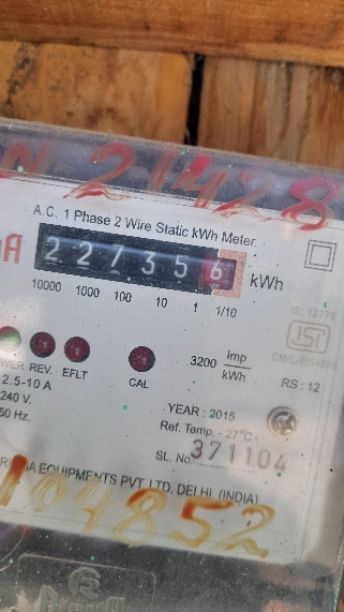 21428
A.C. 1 Phase 2 Wire Static kWh Meter.
227356 kWh
10000 1000 100 10 1 1/10
REV. EFLT
CAL
3200 Imp/kWh
ISI
2.5-10 A
RS : 12
240 V.
50 Hz.
YEAR : 2015
Ref. Temp. -27°C
SL. No. 371104
EQUIPMENTS PVT. LTD. DELHI. (INDIA)
104852